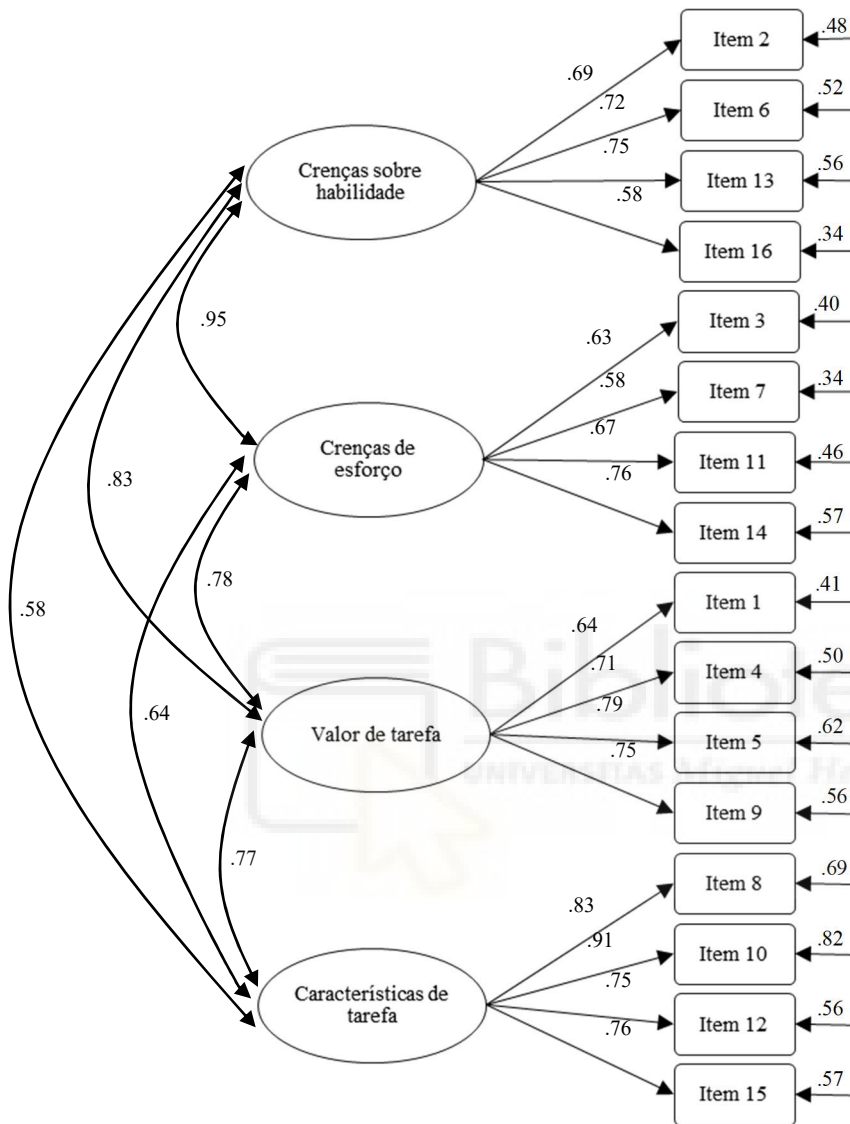 Item 2
.48
.69
.72
Item 6
.52
.75
Crenças sobre
habilidade
Item 13
.56
.58
Item 16
.34
.95
Item 3
.40
.63
.58
Item 7
.34
.67
Crenças de
esforço
Item 11
.46
.76
.83
Item 14
.57
.78
Item 1
.41
.58
.64
.71
Item 4
.50
.79
.64
Valor de tarefa
Item 5
.62
.75
Bibliote
UNIVERSITAS Miguel He
Item 9
.56
.77
Item 8
.69
.83
.91
Item 10
.82
.75
Características de
tarefa
Item 12
.56
.76
Item 15
.57